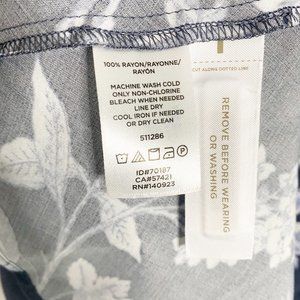 100% RAYON/RAYONNE/
RAYÓN
MACHINE WASH COLD
ONLY NON-CHLORINE
BLEACH WHEN NEEDED
LINE DRY
COOL IRON IF NEEDED
OR DRY CLEAN
511286
ID#70187
CA#57421
RN#140923
CUT ALONG DOTTED LINE
REMOVE BEFORE WEARING
OR WASHING